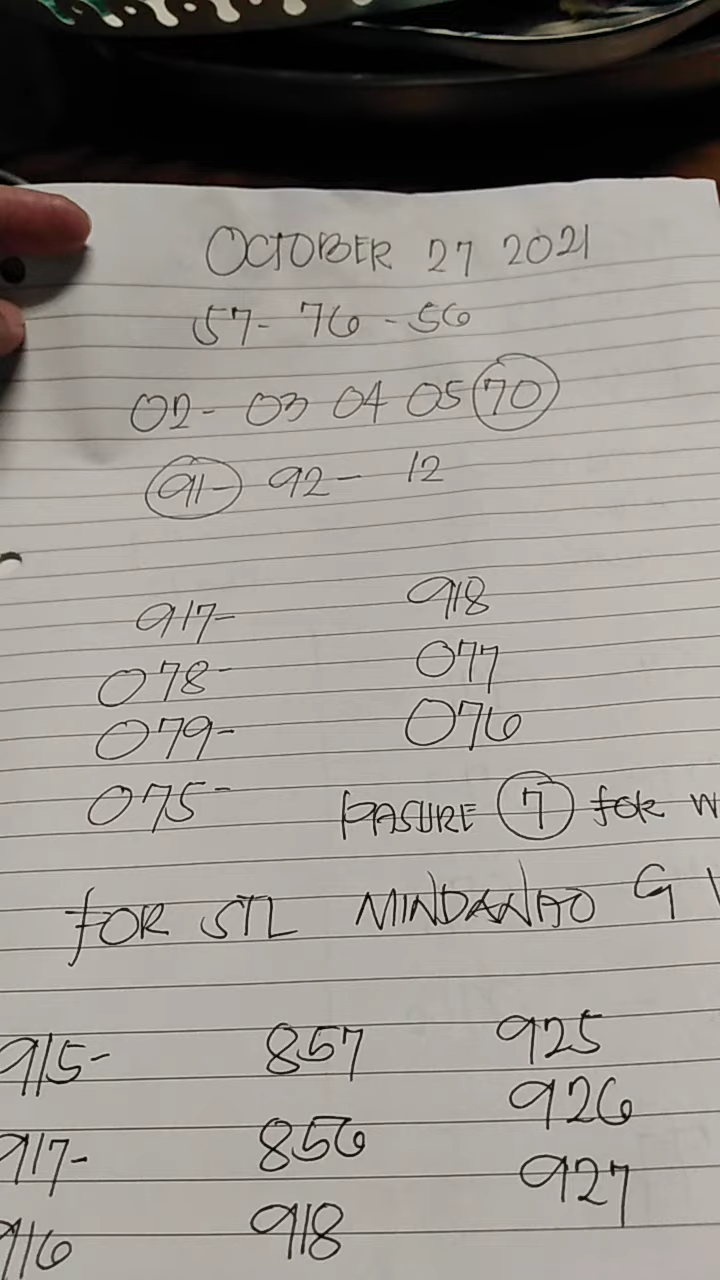 OCTOBER 27 2021
57- 76 - 56
02- 03 04 05 70
91- 92- 12
917- 918
078- 077
079- 076
075- PASURE 7 for W
FOR STL MINDANAO G
915- 857 925
926
917- 856
927
916 918